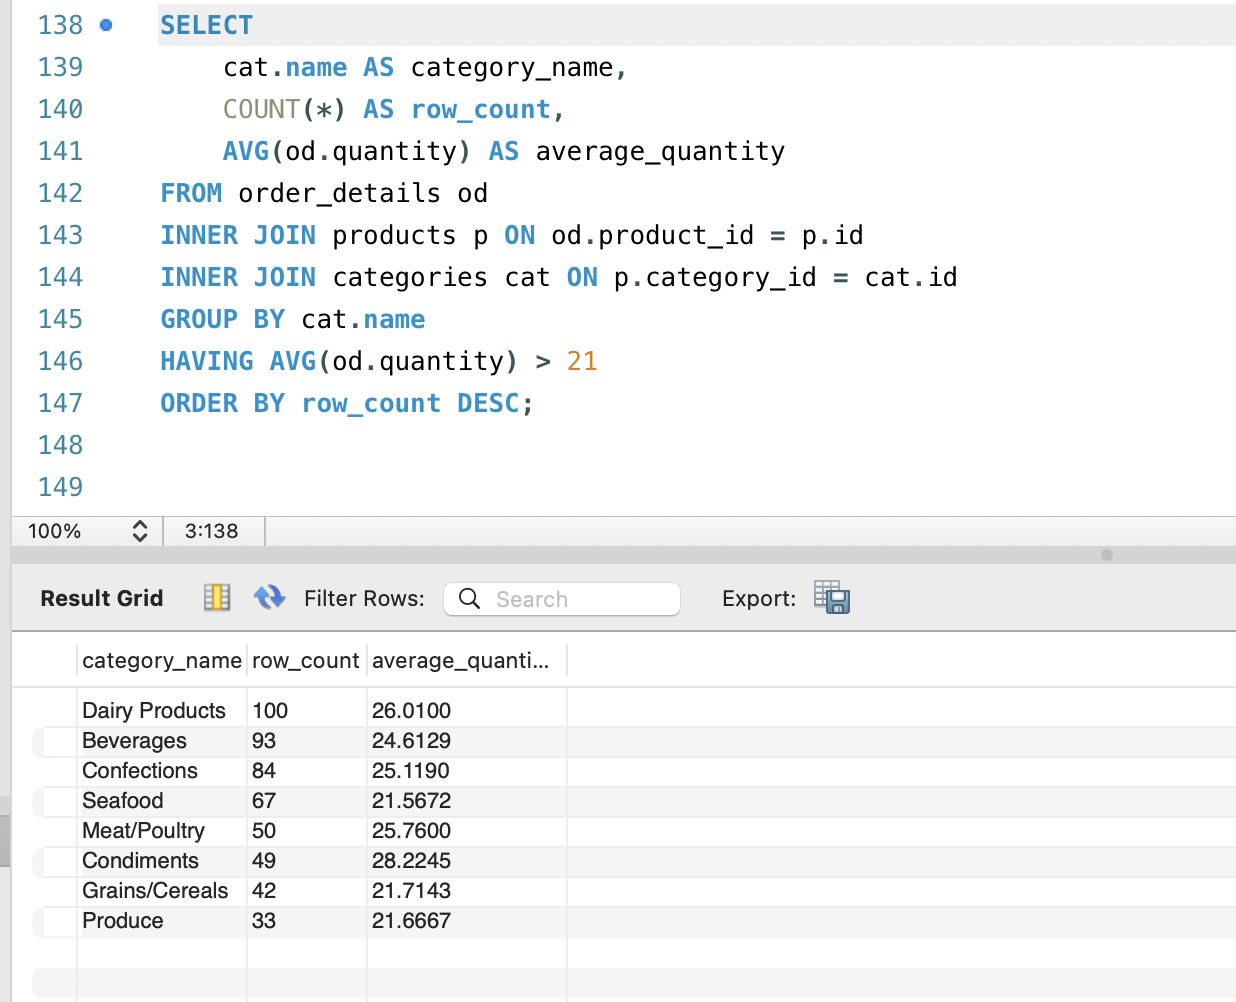 138 SELECT
139 cat.name AS category_name,
140 COUNT(*) AS row_count,
141 AVG(od.quantity) AS average_quantity
142 FROM order_details od
143 INNER JOIN products p ON od.product_id = p.id
144 INNER JOIN categories cat ON p.category_id = cat.id
145 GROUP BY cat.name
146 HAVING AVG(od.quantity) > 21
147 ORDER BY row_count DESC;
148
149
100% 3:138
Result Grid Filter Rows: Search Export:
category_name row_count average_quanti...
Dairy Products 100 26.0100
Beverages 93 24.6129
Confections 84 25.1190
Seafood 67 21.5672
Meat/Poultry 50 25.7600
Condiments 49 28.2245
Grains/Cereals 42 21.7143
Produce 33 21.6667